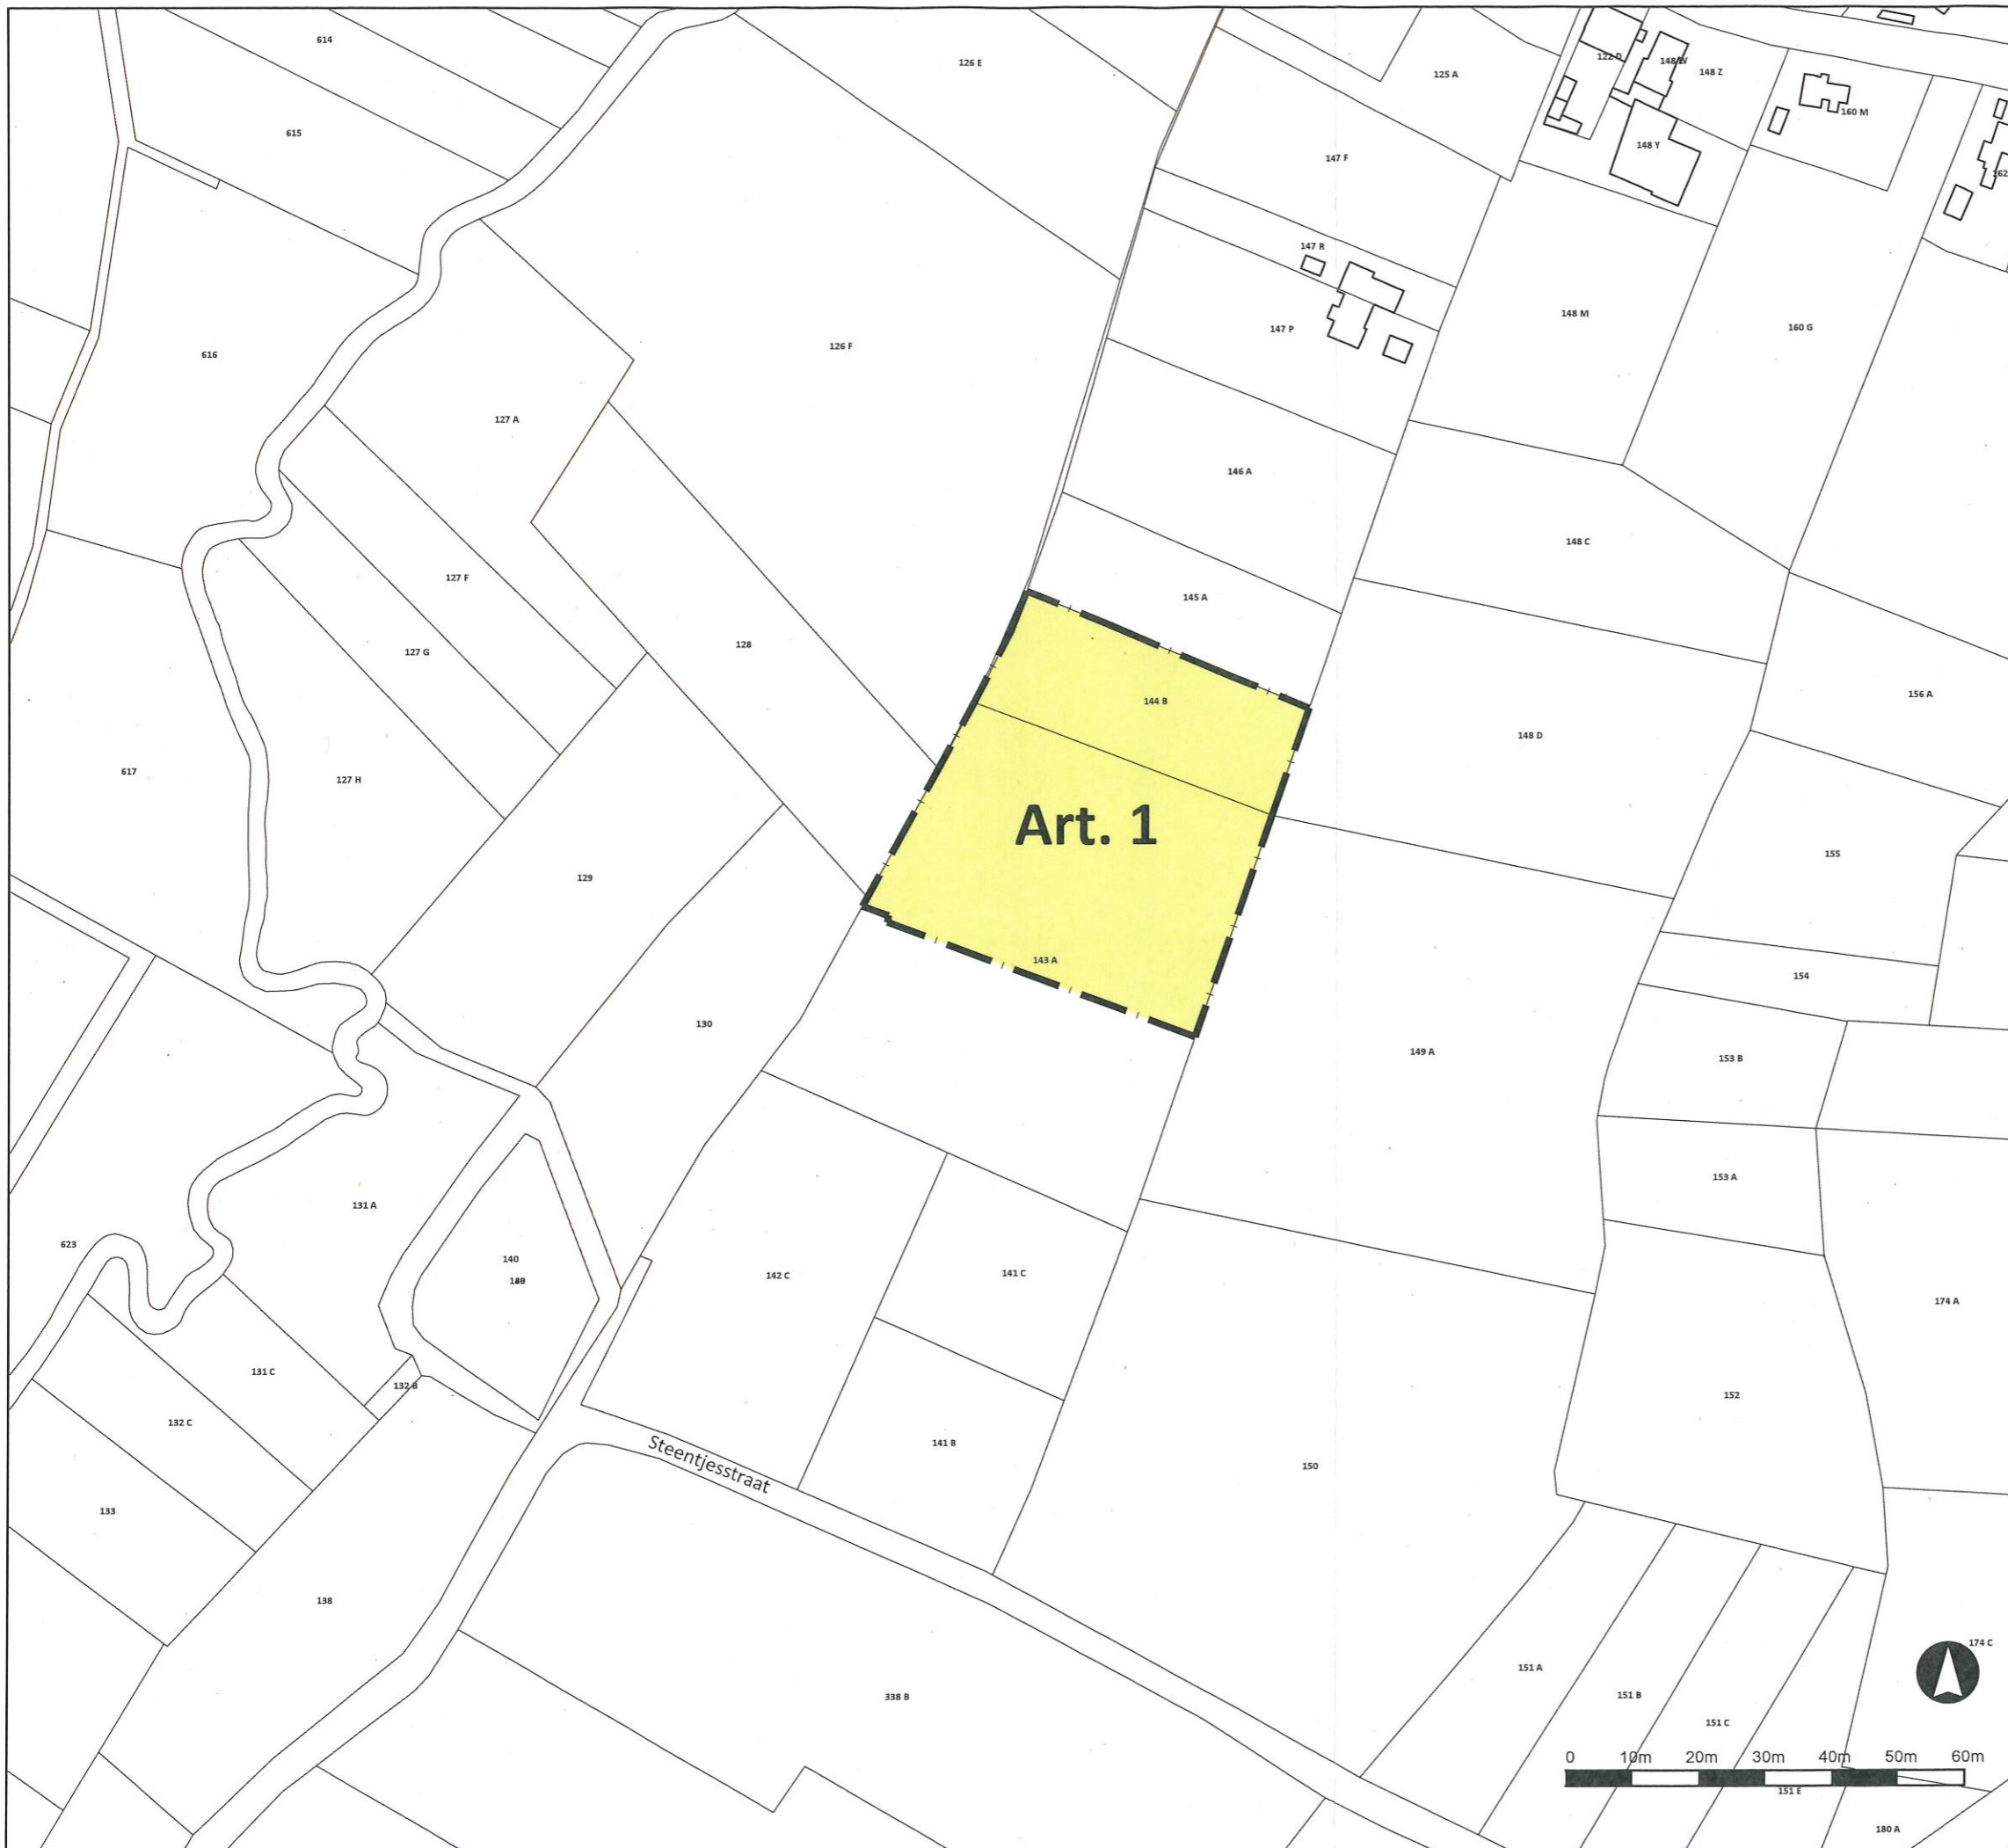 614
126 E
125 A
122 D
148 W
148 Z
160 M
615
147 F
148 Y
162
147 R
616
126 F
147 P
148 M
160 G
127 A
146 A
148 C
127 F
145 A
127 G
128
144 B
148 D
156 A
617
127 H
Art. 1
155
129
143 A
154
130
149 A
153 B
131 A
153 A
623
140
142 C
141 C
174 A
131 C
132 B
152
132 C
141 B
Steentjesstraat
150
133
138
174 C
151 A
338 B
151 B
151 C
0 10m 20m 30m 40m 50m 60m
151 E
180 A